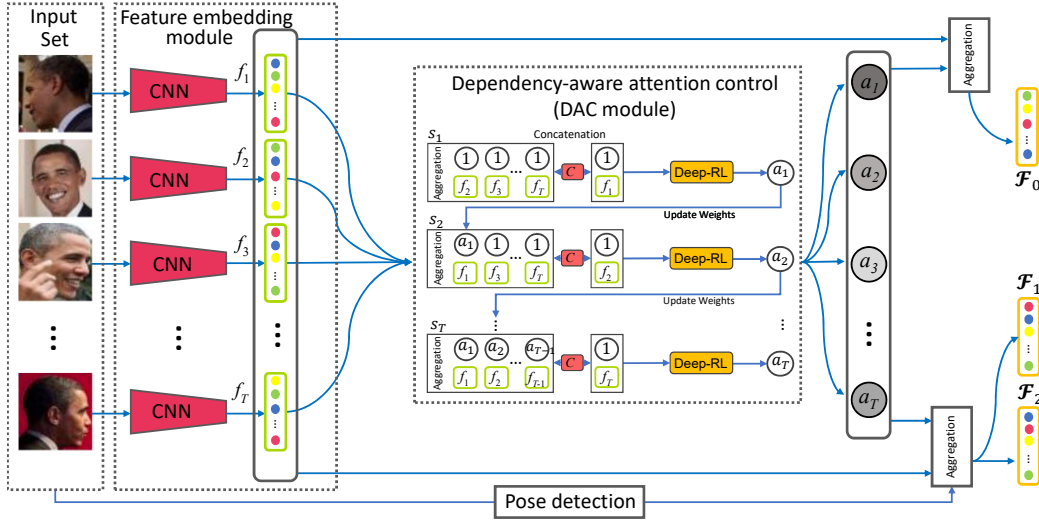 Input
Set
Feature embedding
module
CNN
f1
CNN
f2
CNN
f3
CNN
fT
Dependency-aware attention control
(DAC module)
s1
Concatenation
Aggregation
1 1 ... 1
f2 f3 fT
C
1
f1
Deep-RL
a1
Update Weights
s2
Aggregation
a1 1 ... 1
f1 f3 fT
C
1
f2
Deep-RL
a2
Update Weights
sT
Aggregation
a1 a2 ... aT−1
f1 f2 fT-1
C
1
fT
Deep-RL
aT
a1
a2
a3
aT
Aggregation
ℱ0
Aggregation
ℱ1
ℱ2
Pose detection